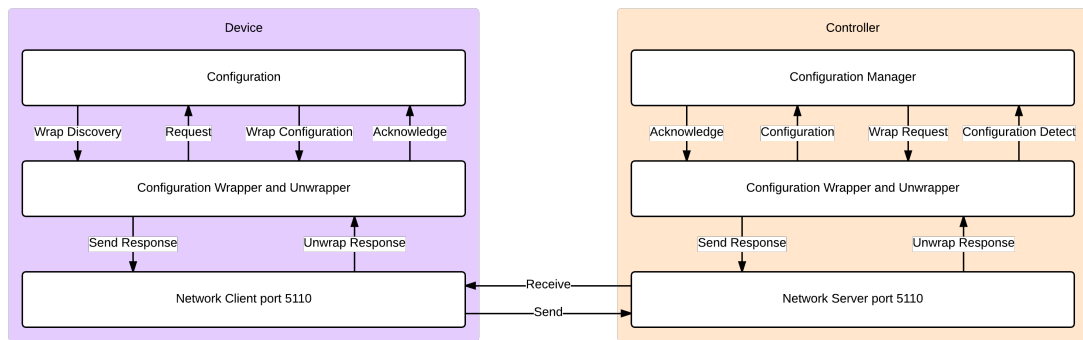 Device
Controller
Configuration
Configuration Manager
Wrap Discovery
Request
Wrap Configuration
Acknowledge
Acknowledge
Configuration
Wrap Request
Configuration Detect
Configuration Wrapper and Unwrapper
Configuration Wrapper and Unwrapper
Send Response
Unwrap Response
Send Response
Unwrap Response
Network Client port 5110
Receive
Send
Network Server port 5110